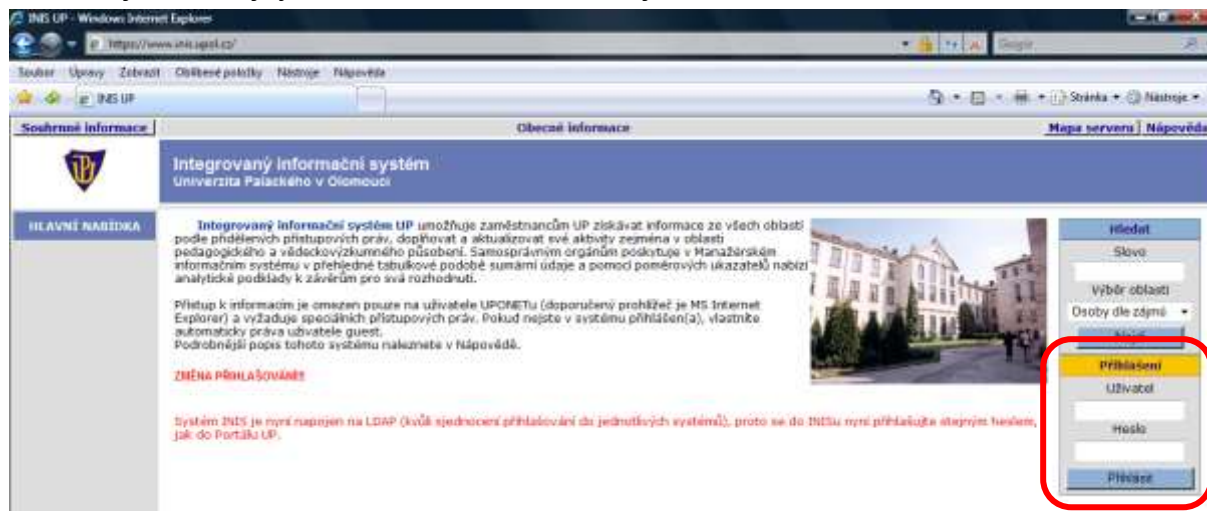 INIS UP - Windows Internet Explorer
https://www.inis.upol.cz/
Google
Soubor Úpravy Zobrazit Oblíbené položky Nástroje Nápověda
INIS UP
Stránka Nástroje
Souhrnné informace
Obecné informace
Mapa serveru Nápověda
Integrovaný informační systém
Univerzita Palackého v Olomouci
HLAVNÍ NABÍDKA
Integrovaný informační systém UP umožňuje zaměstnancům UP získávat informace ze všech oblastí
podle přidělených přístupových práv, doplňovat a aktualizovat své aktivity zejména v oblasti
pedagogického a vědeckovýzkumného působení. Samosprávným orgánům poskytuje v Manažerském
informačním systému v přehledné tabulkové podobě sumární údaje a pomocí poměrových ukazatelů nabízí
analytické podklady k závěrům pro svá rozhodnutí.
Přístup k informacím je omezen pouze na uživatele UPONETu (doporučený prohlížeč je MS Internet
Explorer) a vyžaduje speciálních přístupových práv. Pokud nejste v systému přihlášen(a), vlastníte
automaticky práva uživatele guest.
Podrobnější popis tohoto systému naleznete v Nápovědě.
ZMĚNA PŘIHLAŠOVÁNÍ!!
Systém INIS je nyní napojen na LDAP (kvůli sjednocení přihlašování do jednotlivých systémů), proto se do INISu nyní přihlašujte stejným heslem,
jak do Portálu UP.
Hledat
Slovo
Výběr oblasti
Osoby dle zájmů
Najdi
Přihlášení
Uživatel
Heslo
Přihlásit